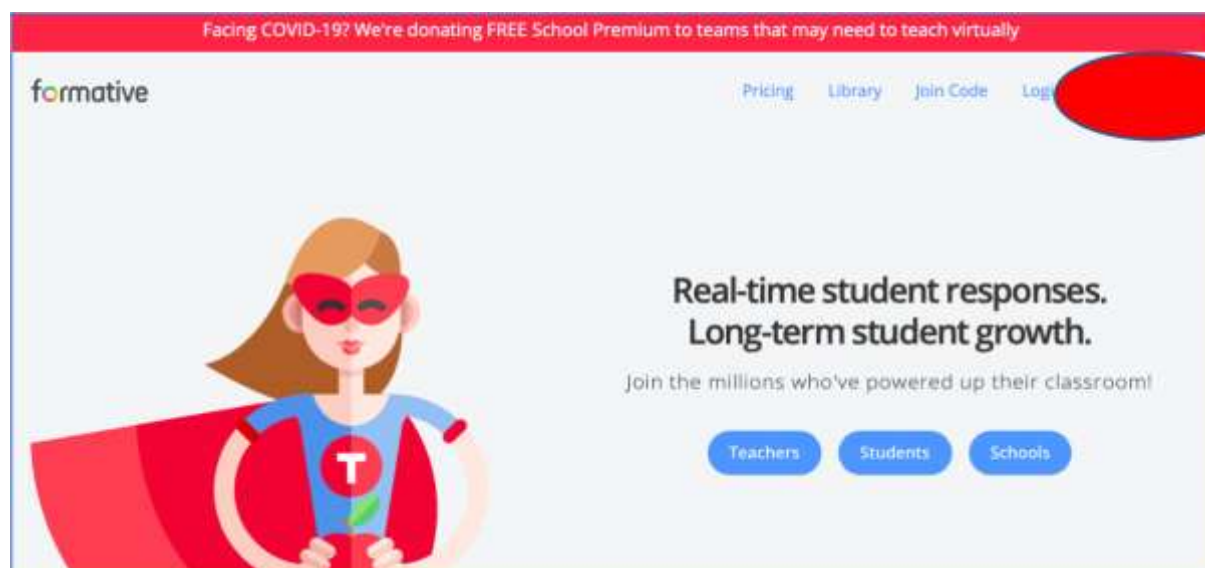 Facing COVID-19? We're donating FREE School Premium to teams that may need to teach virtually
formative
Pricing Library Join Code
Real-time student responses.
Long-term student growth.
Join the millions who've powered up their classroom!
Teachers Students Schools
T